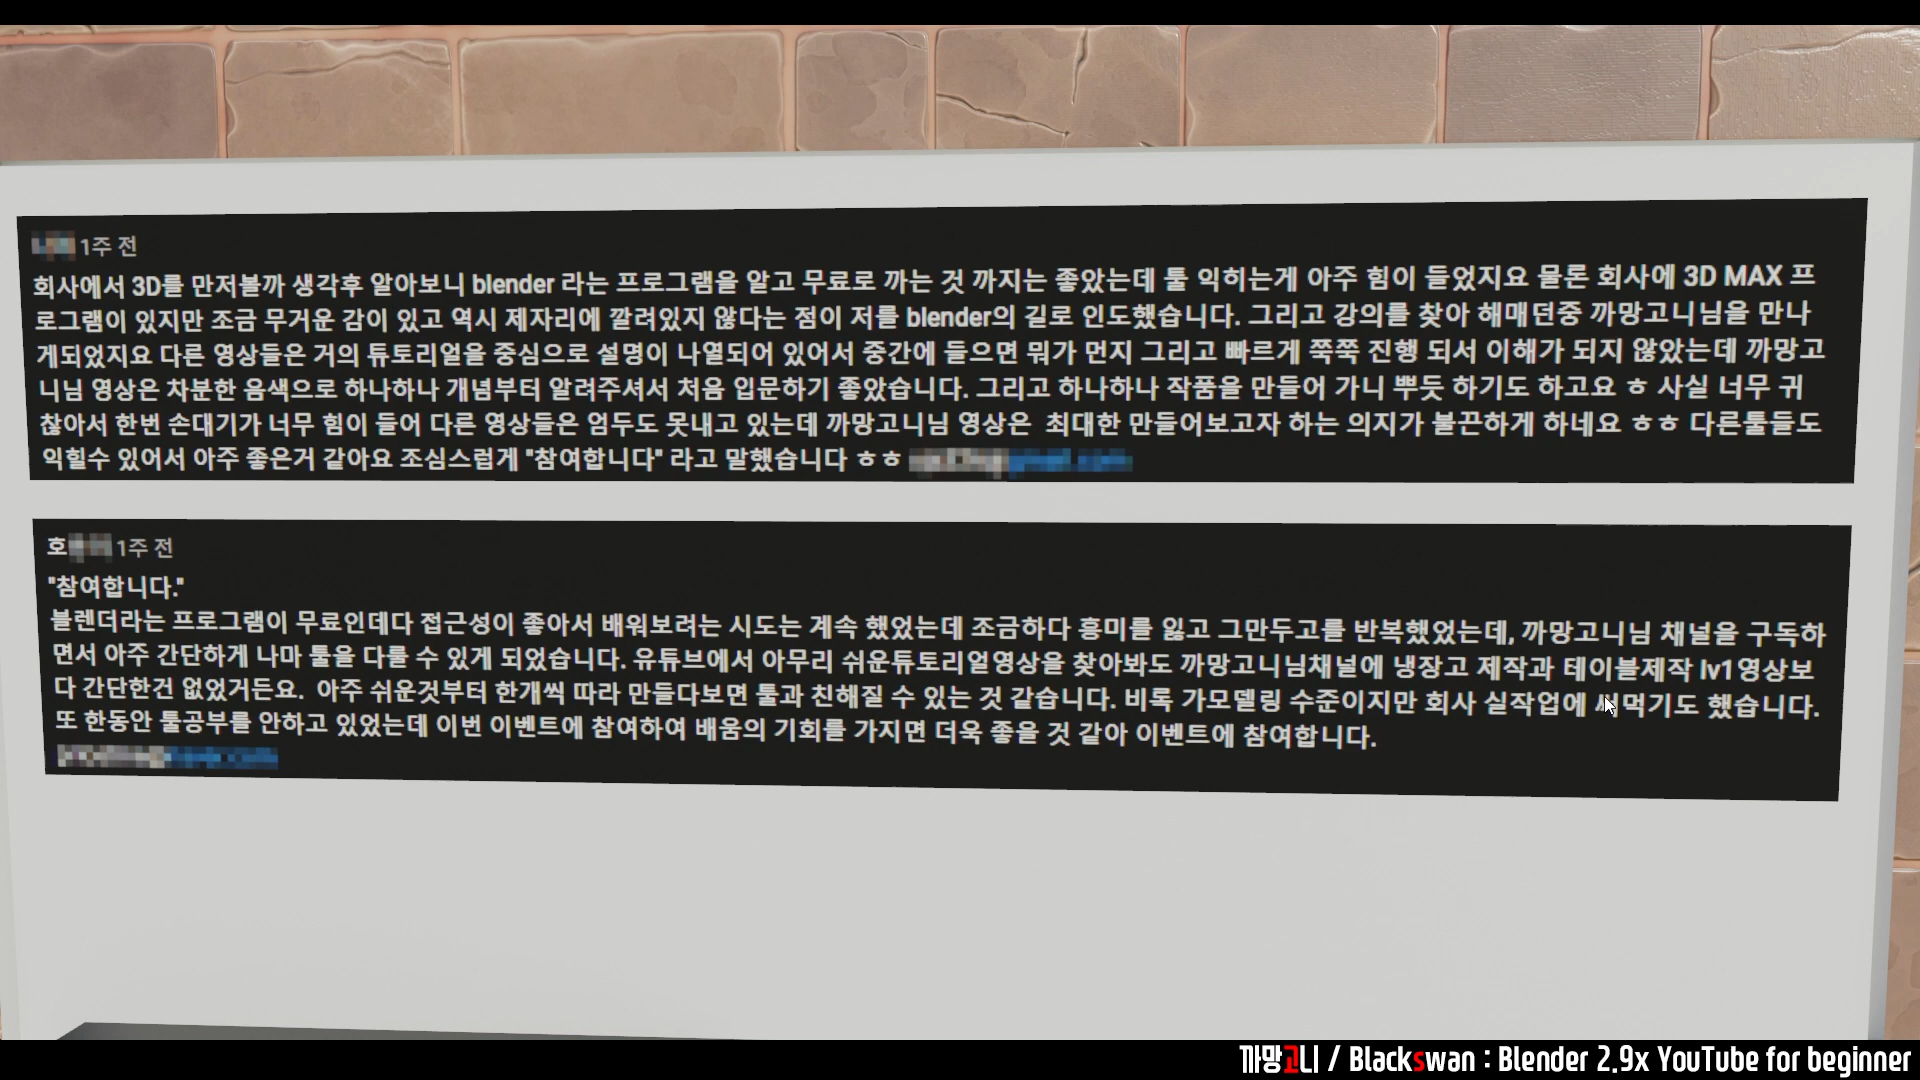 1주 전
회사에서 3D를 만저볼까 생각후 알아보니 blender 라는 프로그램을 알고 무료로 까는 것 까지는 좋았는데 툴 익히는게 아주 힘이 들었지요 물론 회사에 3D MAX 프
로그램이 있지만 조금 무거운 감이 있고 역시 제자리에 깔려있지 않다는 점이 저를 blender의 길로 인도했습니다. 그리고 강의를 찾아 해매던중 까망고니님을 만나
게되었지요 다른 영상들은 거의 튜토리얼을 중심으로 설명이 나열되어 있어서 중간에 들으면 뭐가 먼지 그리고 빠르게 쭉쭉 진행 되서 이해가 되지 않았는데 까망고
니님 영상은 차분한 음색으로 하나하나 개념부터 알려주셔서 처음 입문하기 좋았습니다. 그리고 하나하나 작품을 만들어 가니 뿌듯 하기도 하고요 ㅎ 사실 너무 귀
찮아서 한번 손대기가 너무 힘이 들어 다른 영상들은 엄두도 못내고 있는데 까망고니님 영상은 최대한 만들어보고자 하는 의지가 불끈하게 하네요 ㅎㅎ 다른툴들도
익힐수 있어서 아주 좋은거 같아요 조심스럽게 "참여합니다" 라고 말했습니다 ㅎㅎ
호 1주 전
"참여합니다."
블렌더라는 프로그램이 무료인데다 접근성이 좋아서 배워보려는 시도는 계속 했었는데 조금하다 흥미를 잃고 그만두고를 반복했었는데, 까망고니님 채널을 구독하
면서 아주 간단하게 나마 툴을 다룰 수 있게 되었습니다. 유튜브에서 아무리 쉬운튜토리얼영상을 찾아봐도 까망고니님채널에 냉장고 제작과 테이블제작 lv1영상보
다 간단한건 없었거든요. 아주 쉬운것부터 한개씩 따라 만들다보면 툴과 친해질 수 있는 것 같습니다. 비록 가모델링 수준이지만 회사 실작업에 써먹기도 했습니다.
또 한동안 툴공부를 안하고 있었는데 이번 이벤트에 참여하여 배움의 기회를 가지면 더욱 좋을 것 같아 이벤트에 참여합니다.
까망고니 / Blackswan : Blender 2.9x YouTube for beginner